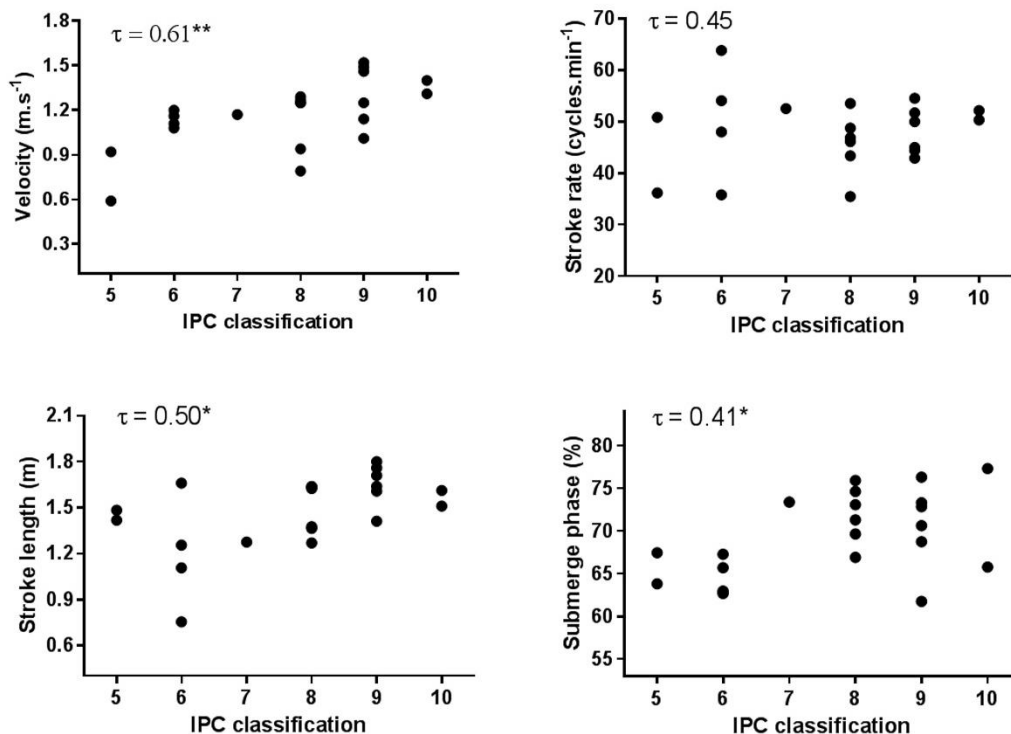 τ = 0.61**
Velocity (m.s⁻¹)
1.8
1.5
1.2
0.9
0.6
0.3
5 6 7 8 9 10
IPC classification
τ = 0.45
Stroke rate (cycles.min⁻¹)
70
60
50
40
30
20
5 6 7 8 9 10
IPC classification
τ = 0.50*
Stroke length (m)
2.1
1.8
1.5
1.2
0.9
0.6
5 6 7 8 9 10
IPC classification
τ = 0.41*
Submerge phase (%)
80
75
70
65
60
55
5 6 7 8 9 10
IPC classification